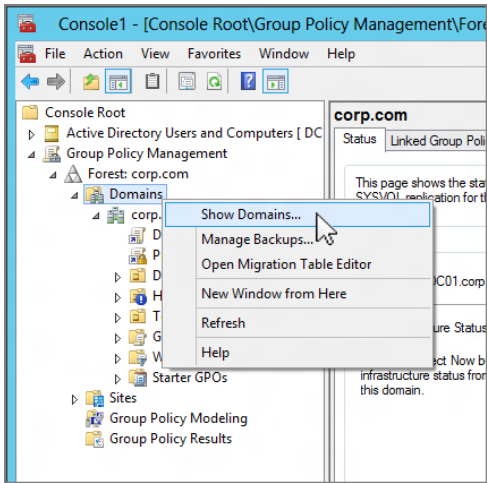 Console1 - [Console Root\Group Policy Management\Fore
File Action View Favorites Window Help
Console Root
Active Directory Users and Computers [ DC
Group Policy Management
Forest: corp.com
Domains
corp.
D
P
D
H
T
G
W
Starter GPOs
Sites
Group Policy Modeling
Group Policy Results
Show Domains...
Manage Backups...
Open Migration Table Editor
New Window from Here
Refresh
Help
corp.com
Status Linked Group Poli
This page shows the sta
SYSVOL replication for t
DC01.corp
ure Status
ect Now b
infrastructure status from
this domain.